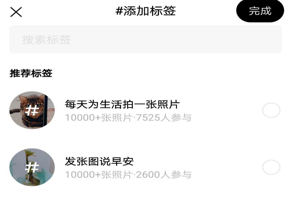 #添加标签
完成
搜索标签
推荐标签
#
每天为生活拍一张照片
10000+张照片·7525人参与
#
发张图说早安
10000+张照片·2600人参与